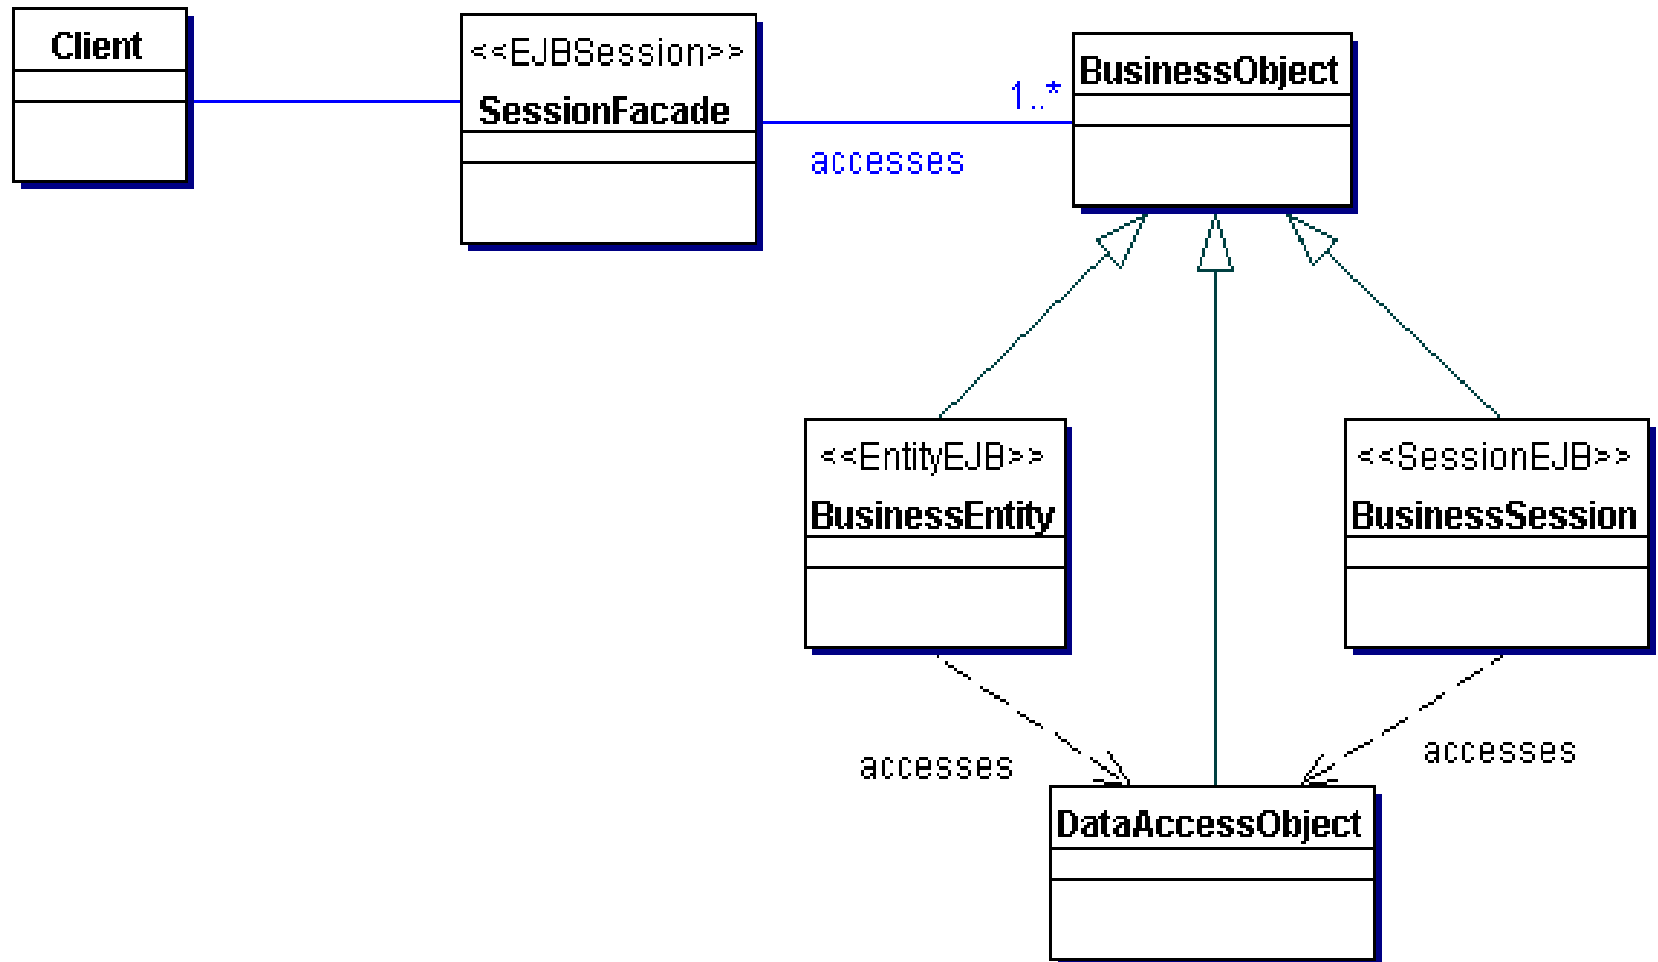 Client
<<EJBSession>>
SessionFacade
1..*
accesses
BusinessObject
<<EntityEJB>>
BusinessEntity
<<SessionEJB>>
BusinessSession
accesses
accesses
DataAccessObject